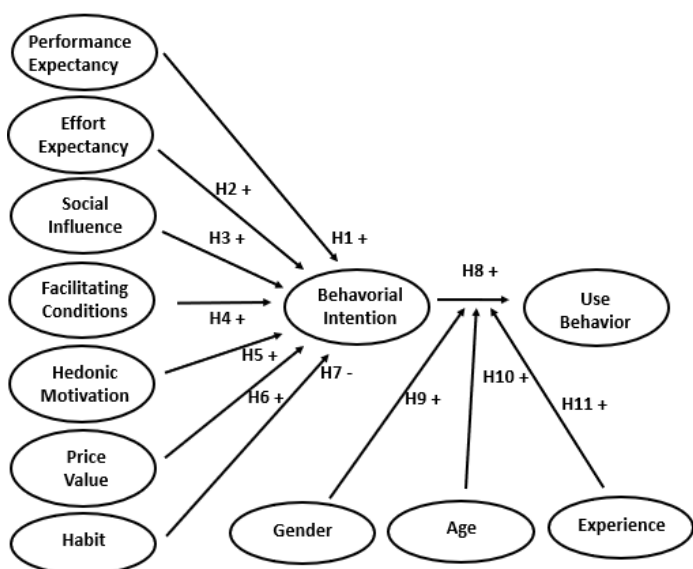 Performance
Expectancy
Effort
Expectancy
H2 +
Social
Influence
H3 +
H1 +
Facilitating
Conditions
H4 +
Behavorial
Intention
H8 +
Use
Behavior
Hedonic
Motivation
H5 +
H7 -
H6 +
H9 +
H10 +
H11 +
Price
Value
Habit
Gender
Age
Experience